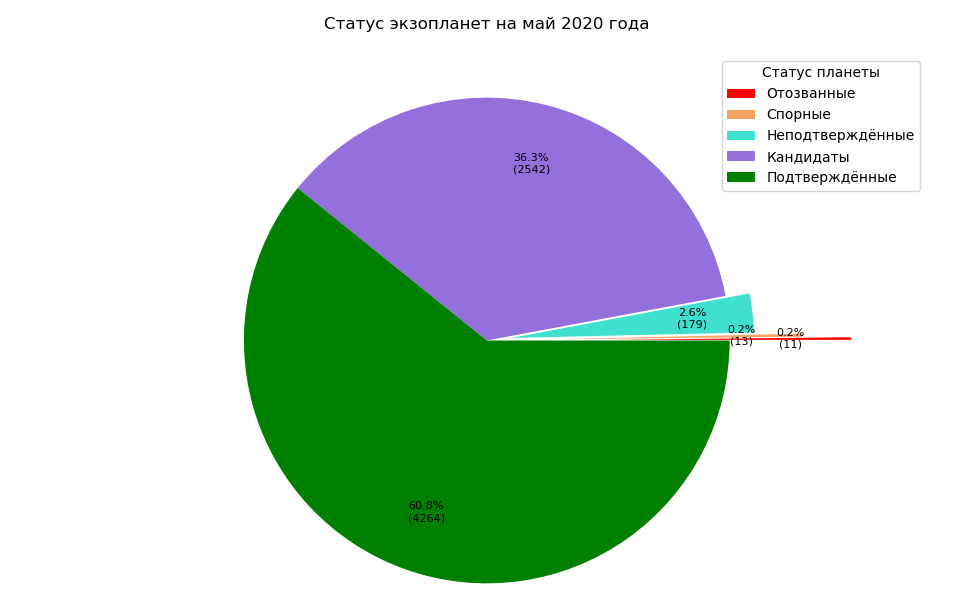 Статус экзопланет на май 2020 года
Статус планеты
Отозванные
Спорные
Неподтверждённые
Кандидаты
Подтверждённые
36.3%
(2542)
2.6%
(179)
0.2%
(13)
0.2%
(11)
60.8%
(4264)